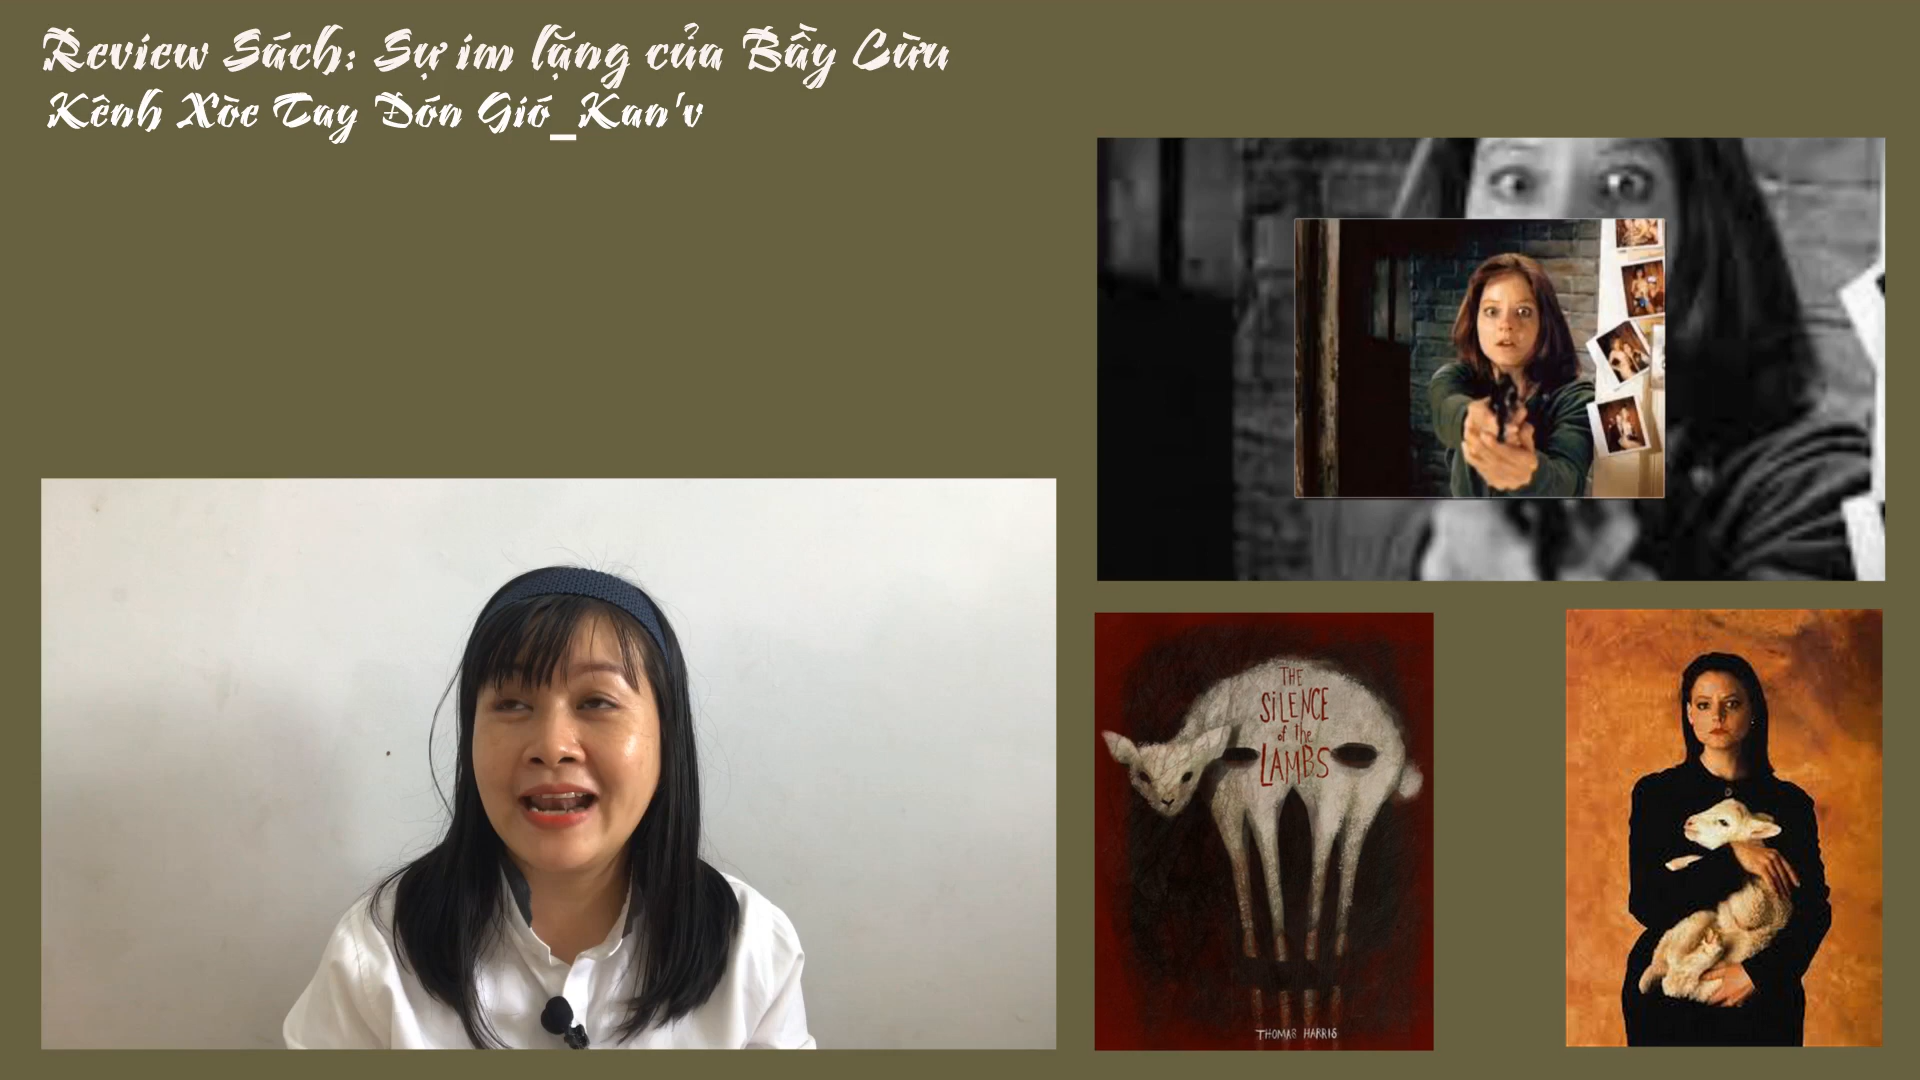 Review Sách: Sự im lặng của Bầy Cừu
Kênh Xòe Tay Đón Gió_Kan'v
THE
SILENCE
of the
LAMBS
THOMAS HARRIS